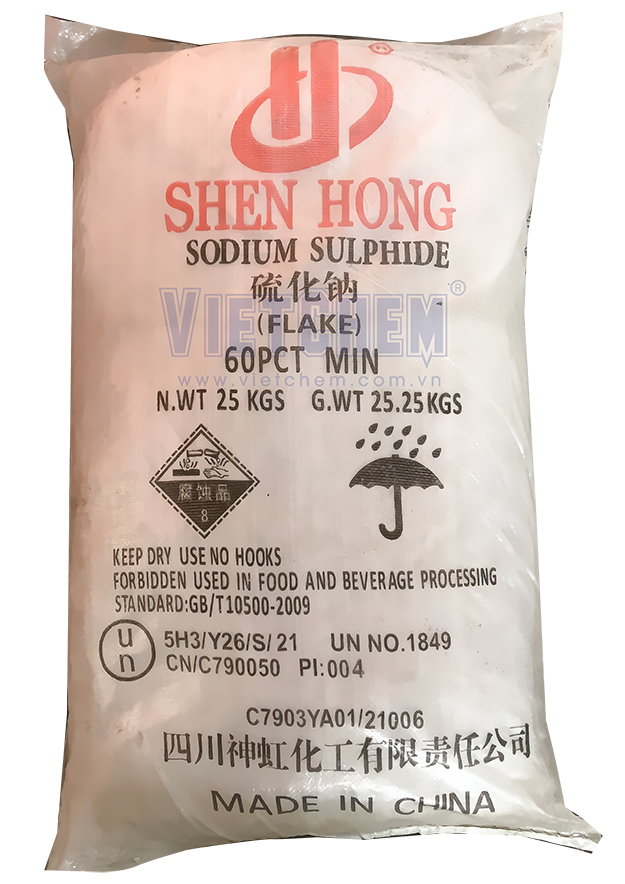 ®
SHEN HONG
SODIUM SULPHIDE
硫化钠
VIETCHEM®
(FLAKE)
60PCT MIN
www.vietchem.com.vn
N.WT 25 KGS G.WT 25.25KGS
腐蚀品
8
KEEP DRY USE NO HOOKS
FORBIDDEN USED IN FOOD AND BEVERAGE PROCESSING
STANDARD:GB/T10500-2009
un 5H3/Y26/S/21 UN NO.1849
CN/C790050 PI:004
C7903YA01/21006
四川神虹化工有限责任公司
MADE IN CHINA